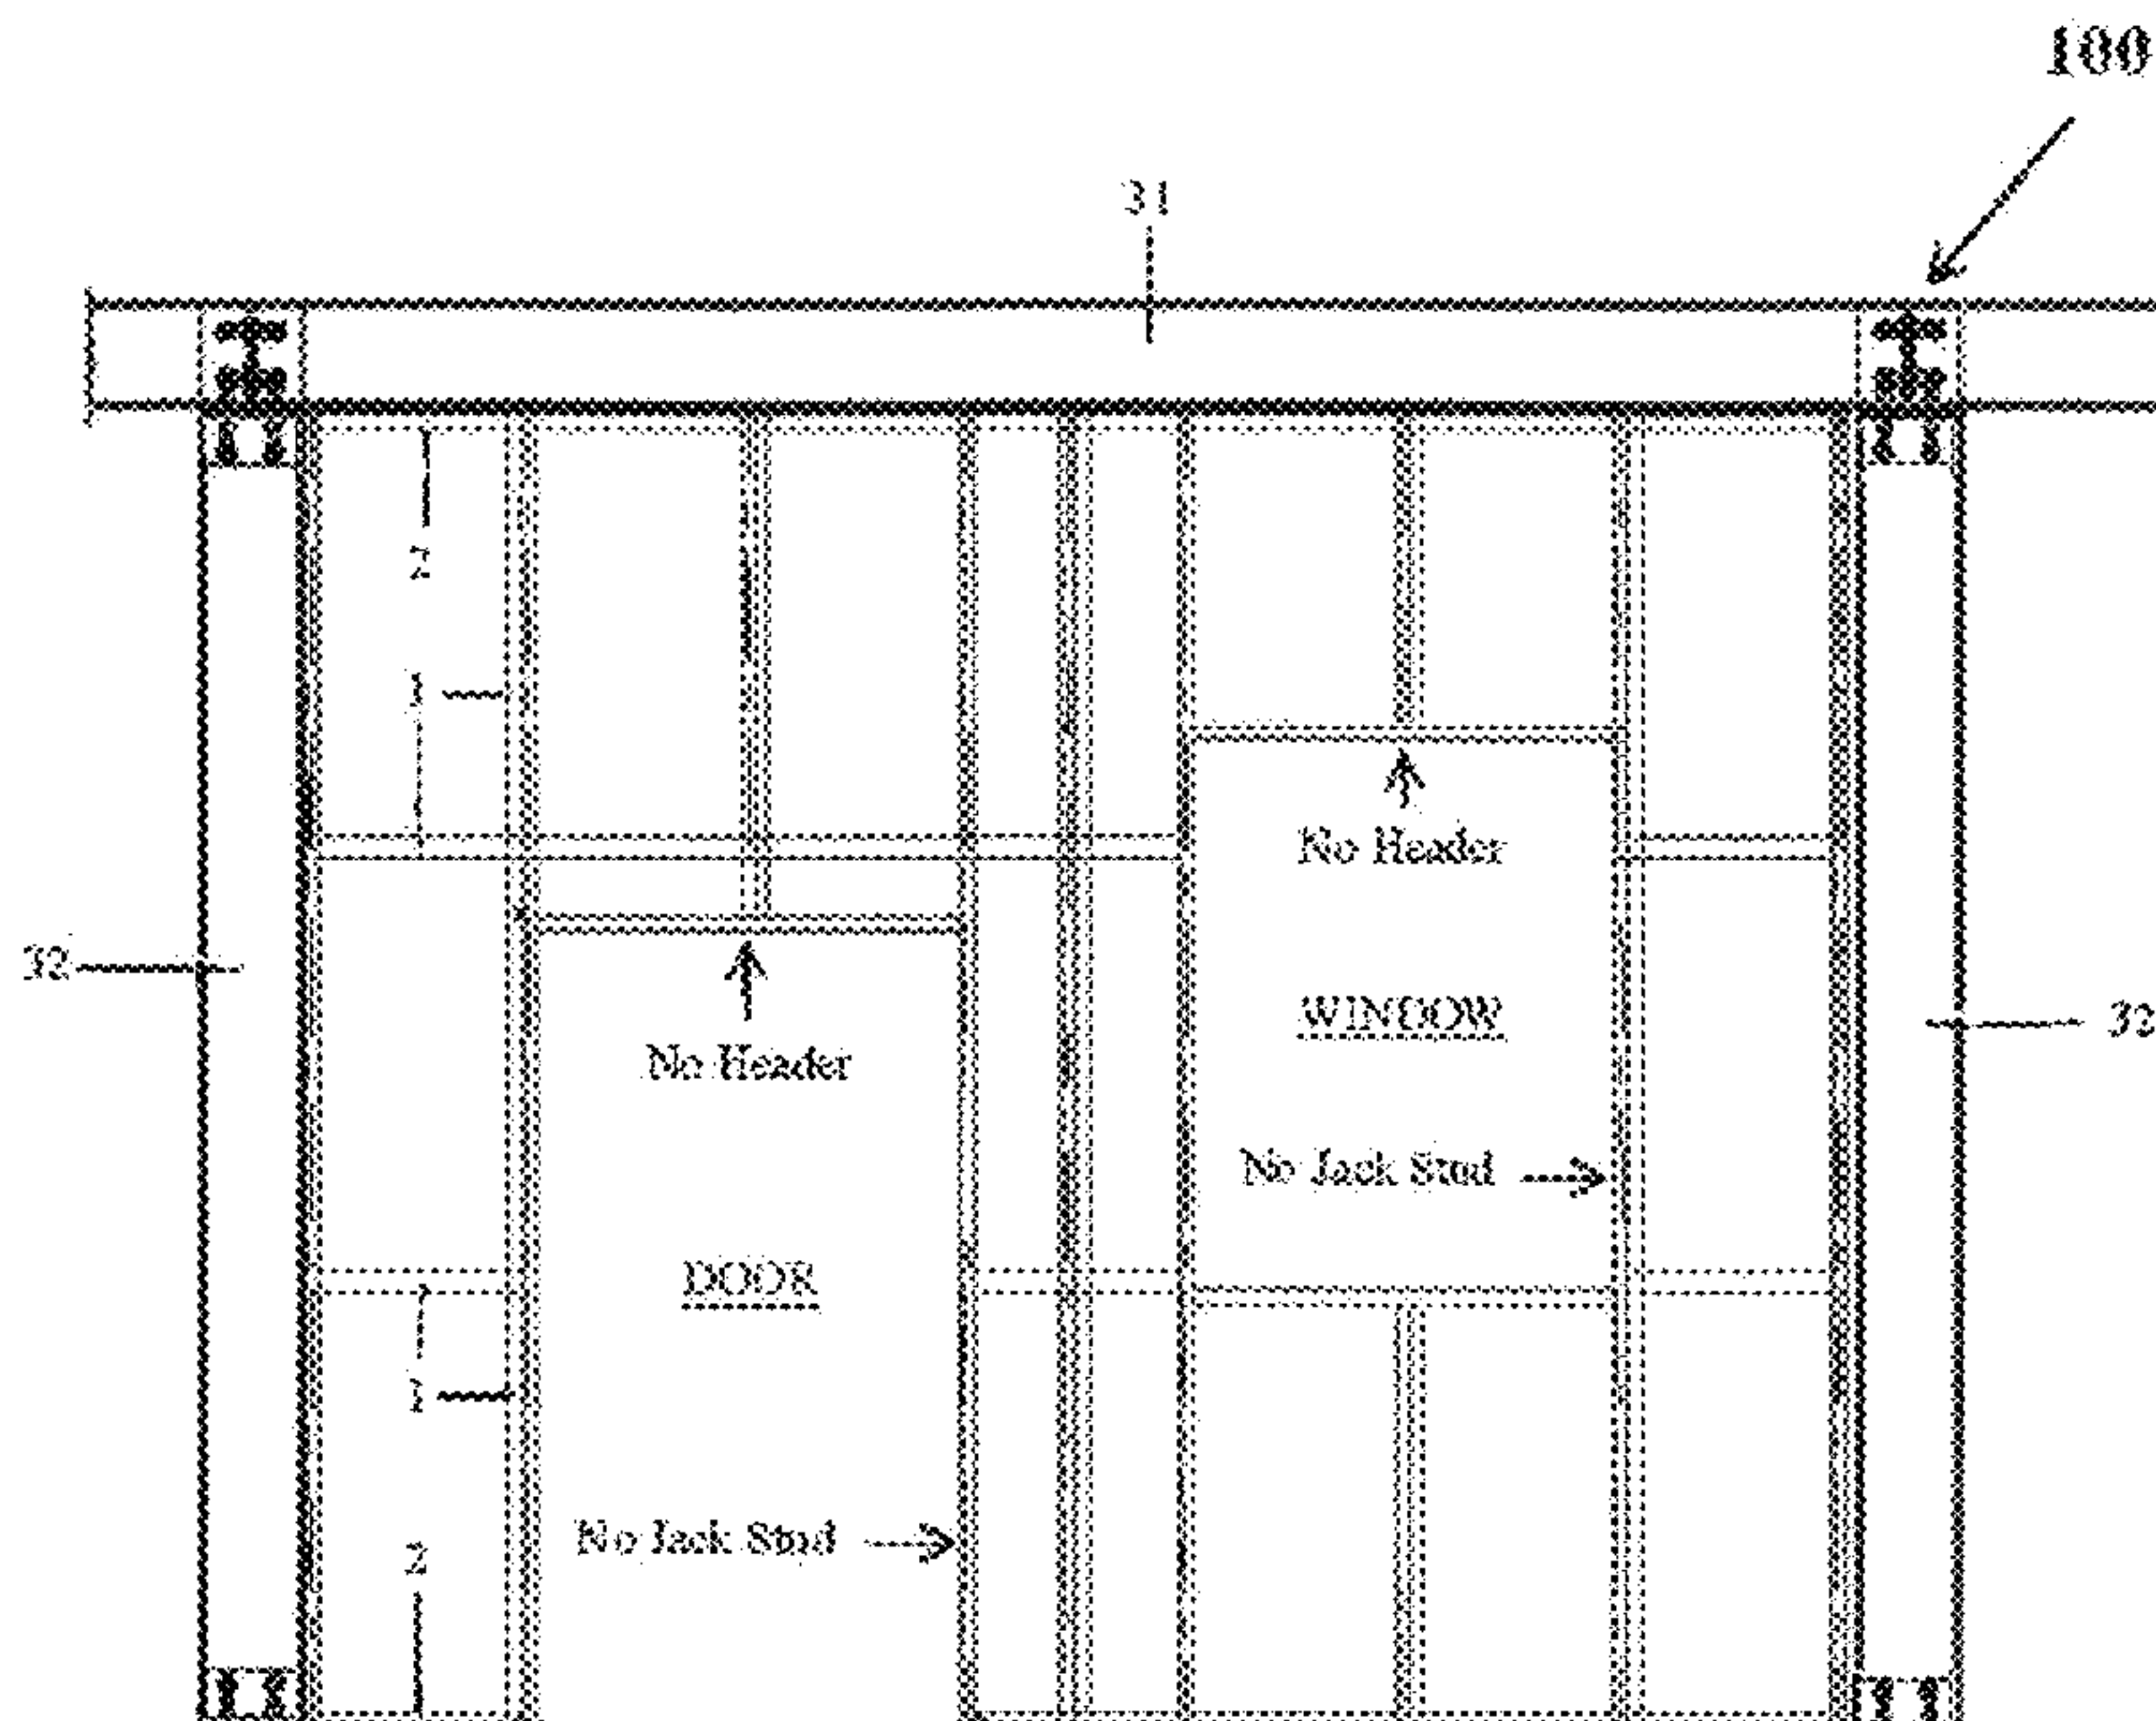 100
31
2
1
No Header
32
WINDOW
32
No Header
No Jack Stud
DOOR
1
No Jack Stud
2